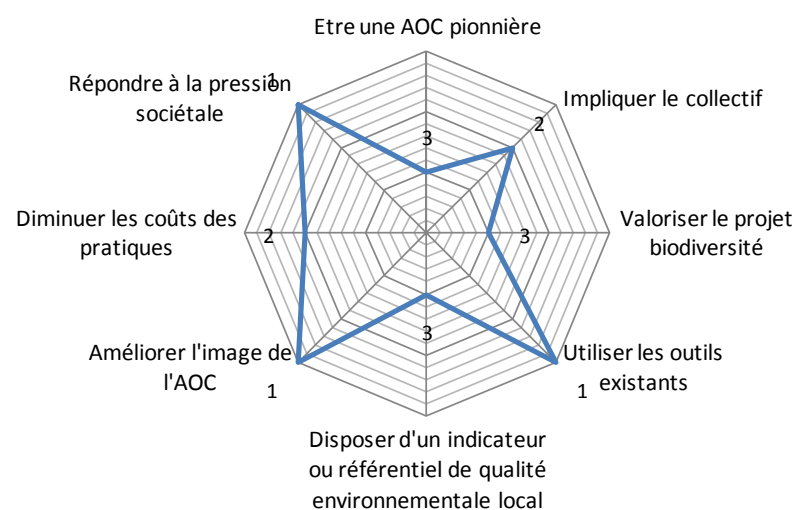 Etre une AOC pionnière
3
Impliquer le collectif
2
Valoriser le projet
biodiversité
3
Utiliser les outils
existants
1
Disposer d'un indicateur
ou référentiel de qualité
environnementale local
3
Améliorer l'image de
l'AOC
1
Diminuer les coûts des
pratiques
2
Répondre à la pression
sociétale
1